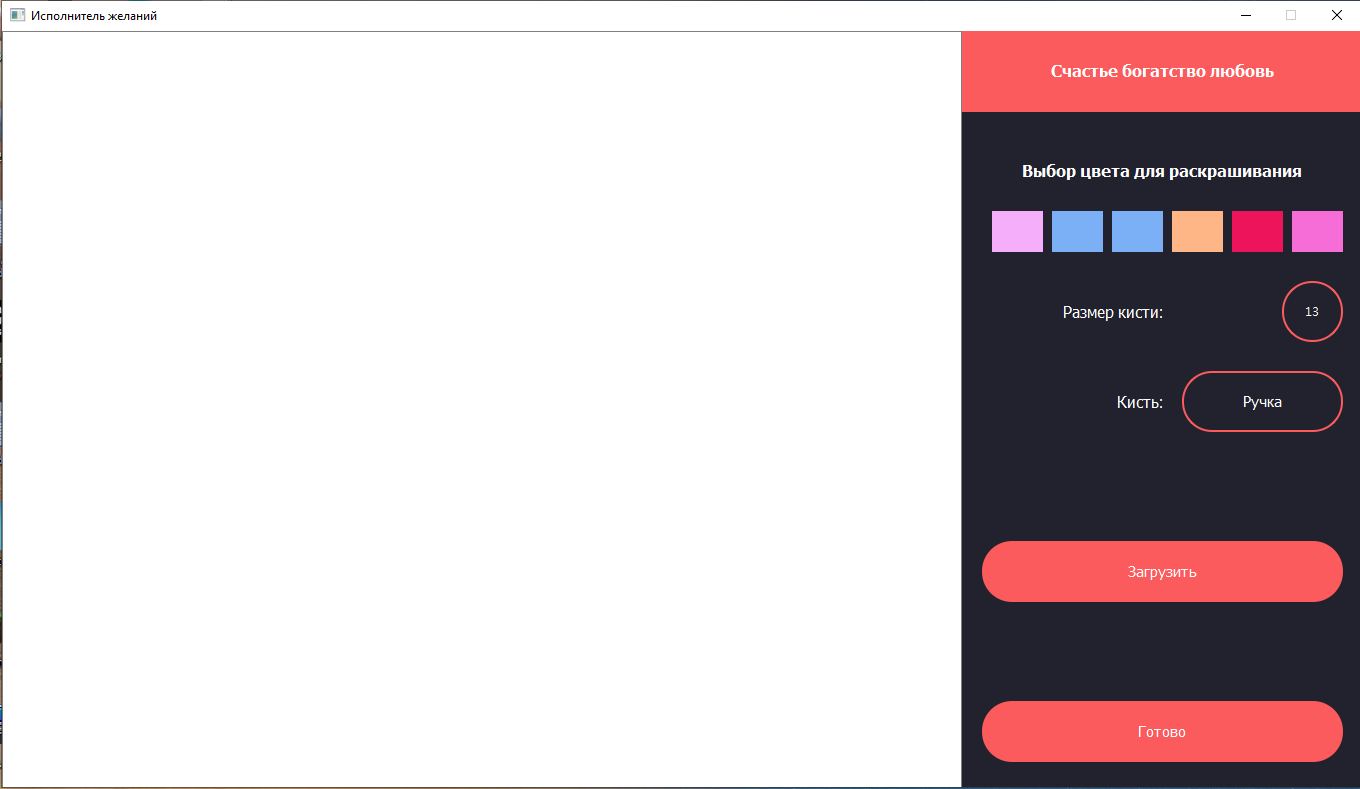 Исполнитель желаний
Счастье богатство любовь
Выбор цвета для раскрашивания
Размер кисти:
13
Кисть:
Ручка
Загрузить
Готово